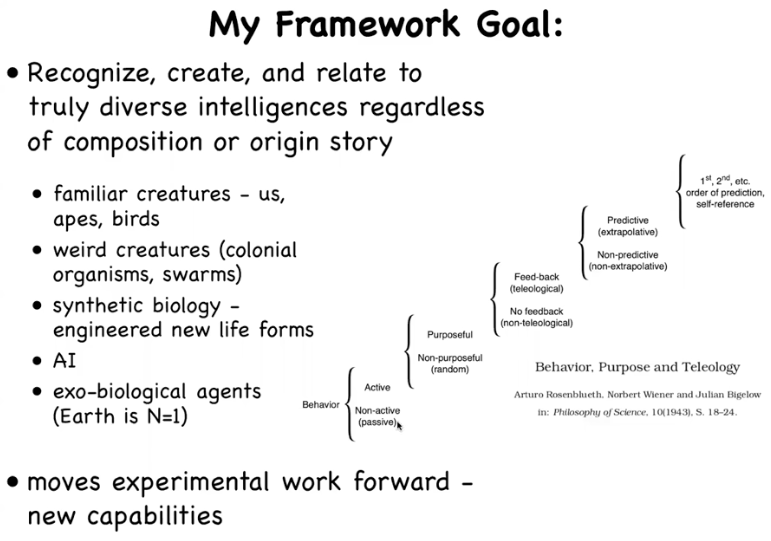 My Framework Goal:
• Recognize, create, and relate to
truly diverse intelligences regardless
of composition or origin story
• familiar creatures - us,
apes, birds
• weird creatures (colonial
organisms, swarms)
• synthetic biology -
engineered new life forms
• AI
• exo-biological agents
(Earth is N=1)
• moves experimental work forward -
new capabilities
1st, 2nd, etc.
order of prediction,
self-reference
Predictive
(extrapolative)
Non-predictive
(non-extrapolative)
Feed-back
(teleological)
No feedback
(non-teleological)
Purposeful
Non-purposeful
(random)
Active
Non-active
(passive)
Behavior
Behavior, Purpose and Teleology
Arturo Rosenblueth, Norbert Wiener and Julian Bigelow
in: Philosophy of Science, 10(1943), S. 18–24.